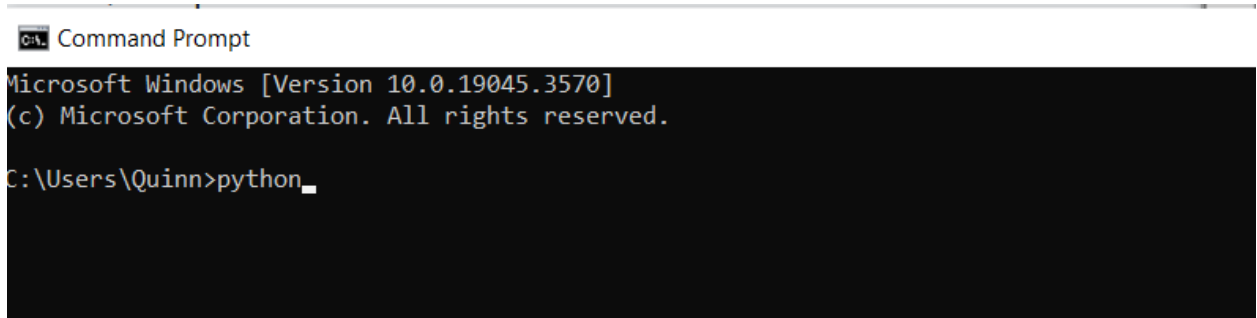 Command Prompt
Microsoft Windows [Version 10.0.19045.3570]
(c) Microsoft Corporation. All rights reserved.
C:\Users\Quinn>python